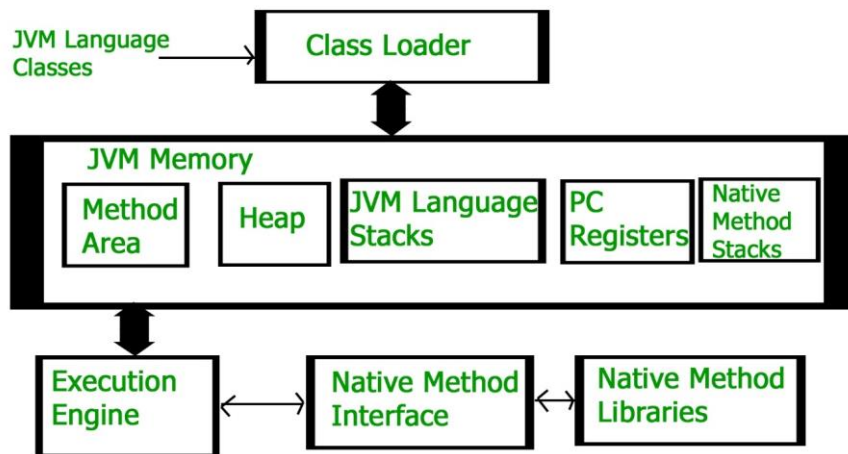 JVM Language
Classes
Class Loader
JVM Memory
Method
Area
Heap
JVM Language
Stacks
PC
Registers
Native
Method
Stacks
Execution
Engine
Native Method
Interface
Native Method
Libraries